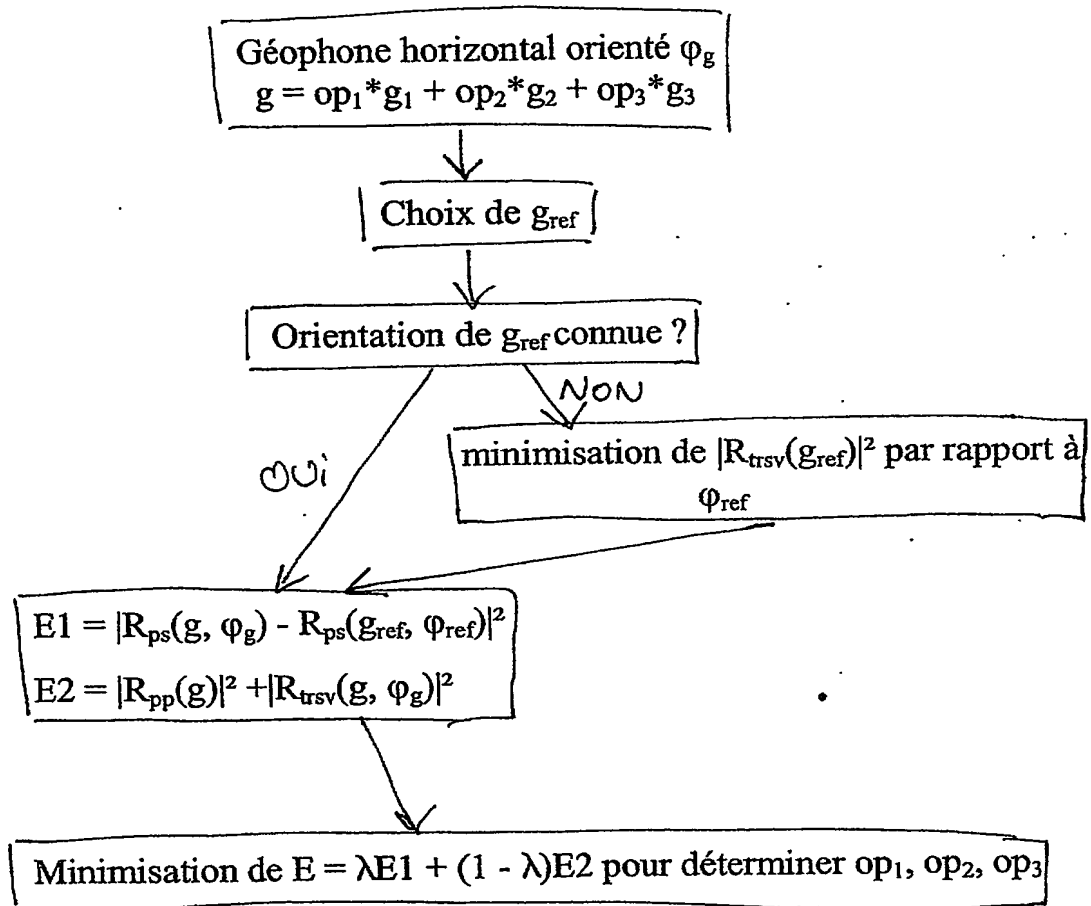 Géophone horizontal orienté φg
g = op₁*g₁ + op₂*g₂ + op₃*g₃
Choix de gref
Orientation de gref connue ?
NON
OUi
minimisation de |Rtrsv(gref)|² par rapport à
φref
E1 = |Rps(g, φg) - Rps(gref, φref)|²
E2 = |Rpp(g)|² +|Rtrsv(g, φg)|²
Minimisation de E = λE1 + (1 - λ)E2 pour déterminer op₁, op₂, op₃